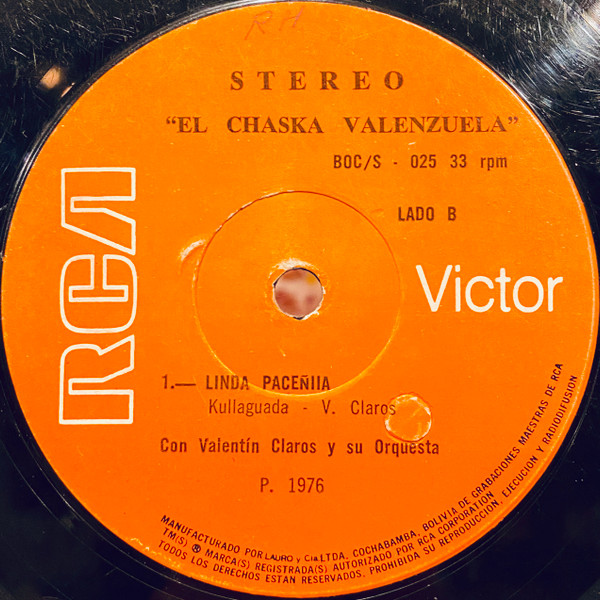 RH
STEREO
"EL CHASKA VALENZUELA"
BOC/S - 025 33 rpm
LADO B
RCA
Victor
1.— LINDA PACEÑIIA
Kullaguada - V. Claros
Con Valentín Claros y su Orquesta
P. 1976
MANUFACTURADO POR LAURO y CIA LTDA, COCHABAMBA, BOLIVIA DE GRABACIONES MAESTRAS DE RCA
TM(S) ® MARCA(S) REGISTRADA(S) AUTORIZADO POR RCA CORPORATION
TODOS LOS DERECHOS ESTAN RESERVADOS, PROHIBIDA SU REPRODUCCION, EJECUCION Y RADIODIFUSION